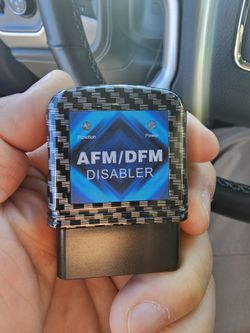 Function Power
AFM/DFM
DISABLER